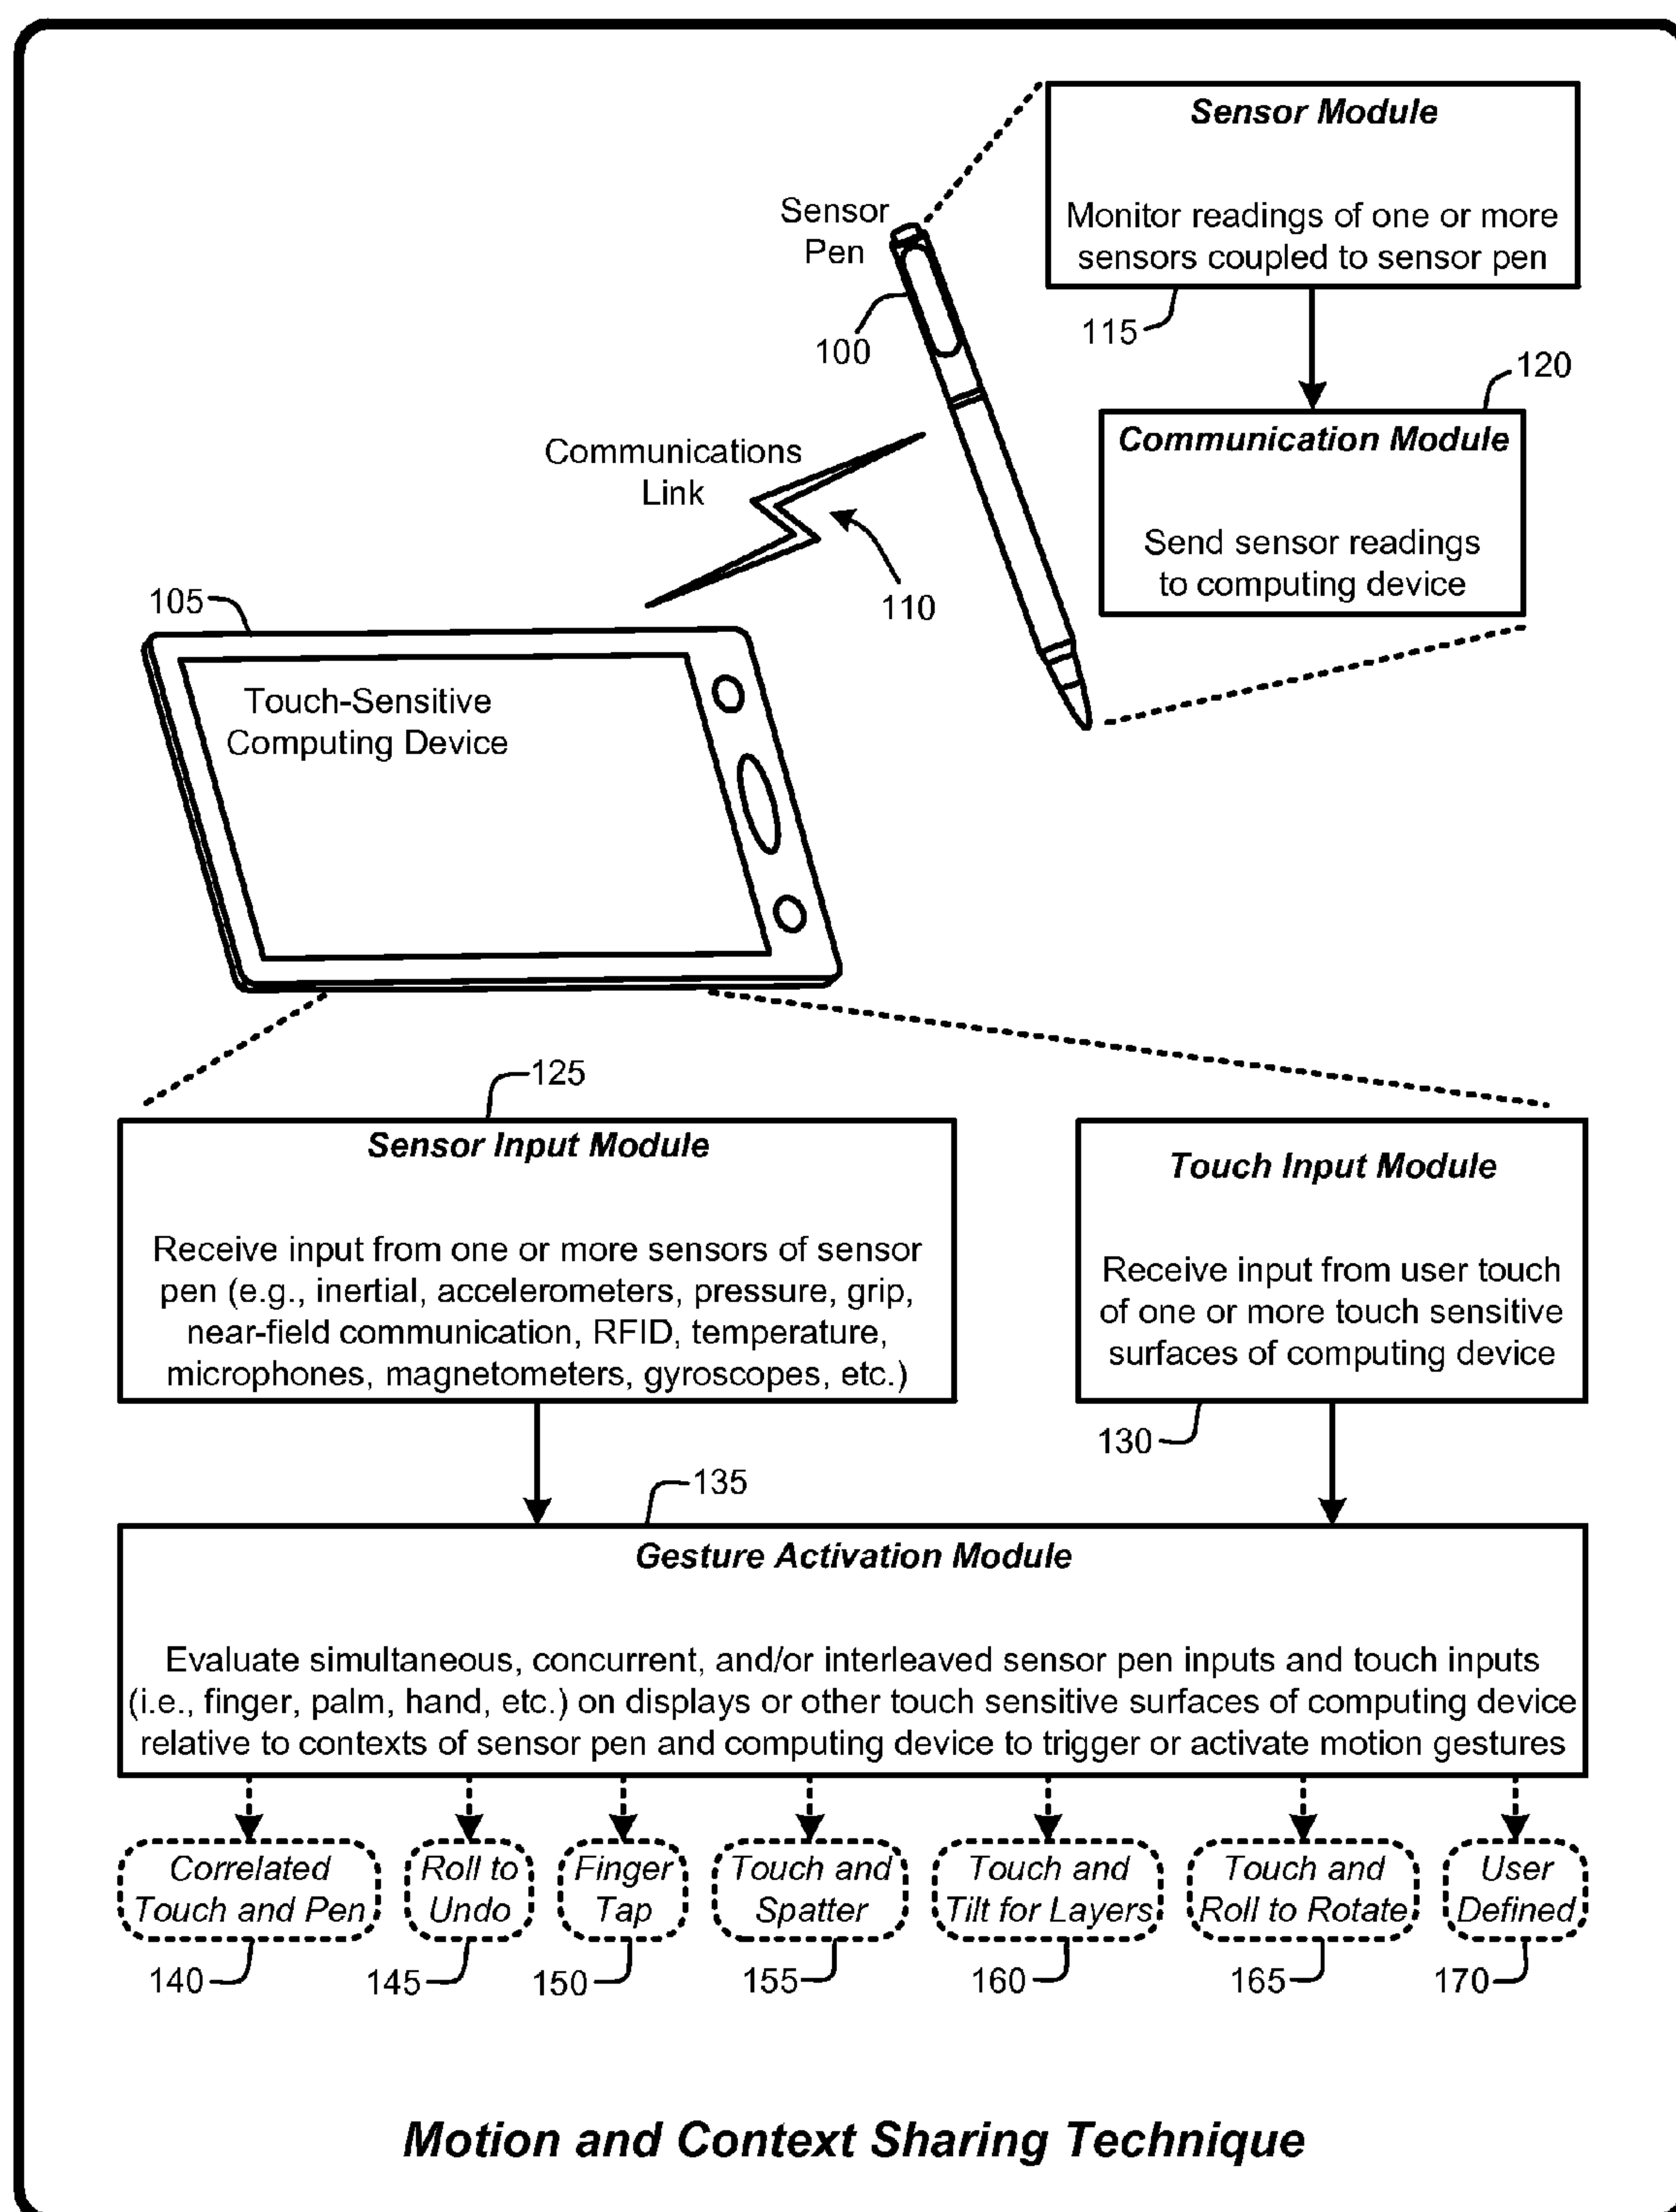 Sensor Module
Monitor readings of one or more
sensors coupled to sensor pen
115
Sensor
Pen
100
120
Communication Module
Send sensor readings
to computing device
Communications
Link
110
105
Touch-Sensitive
Computing Device
125
Sensor Input Module
Receive input from one or more sensors of sensor
pen (e.g., inertial, accelerometers, pressure, grip,
near-field communication, RFID, temperature,
microphones, magnetometers, gyroscopes, etc.)
Touch Input Module
Receive input from user touch
of one or more touch sensitive
surfaces of computing device
130
135
Gesture Activation Module
Evaluate simultaneous, concurrent, and/or interleaved sensor pen inputs and touch inputs
(i.e., finger, palm, hand, etc.) on displays or other touch sensitive surfaces of computing device
relative to contexts of sensor pen and computing device to trigger or activate motion gestures
Correlated
Touch and Pen
140
Roll to
Undo
145
Finger
Tap
150
Touch and
Spatter
155
Touch and
Tilt for Layers
160
Touch and
Roll to Rotate
165
User
Defined
170
Motion and Context Sharing Technique